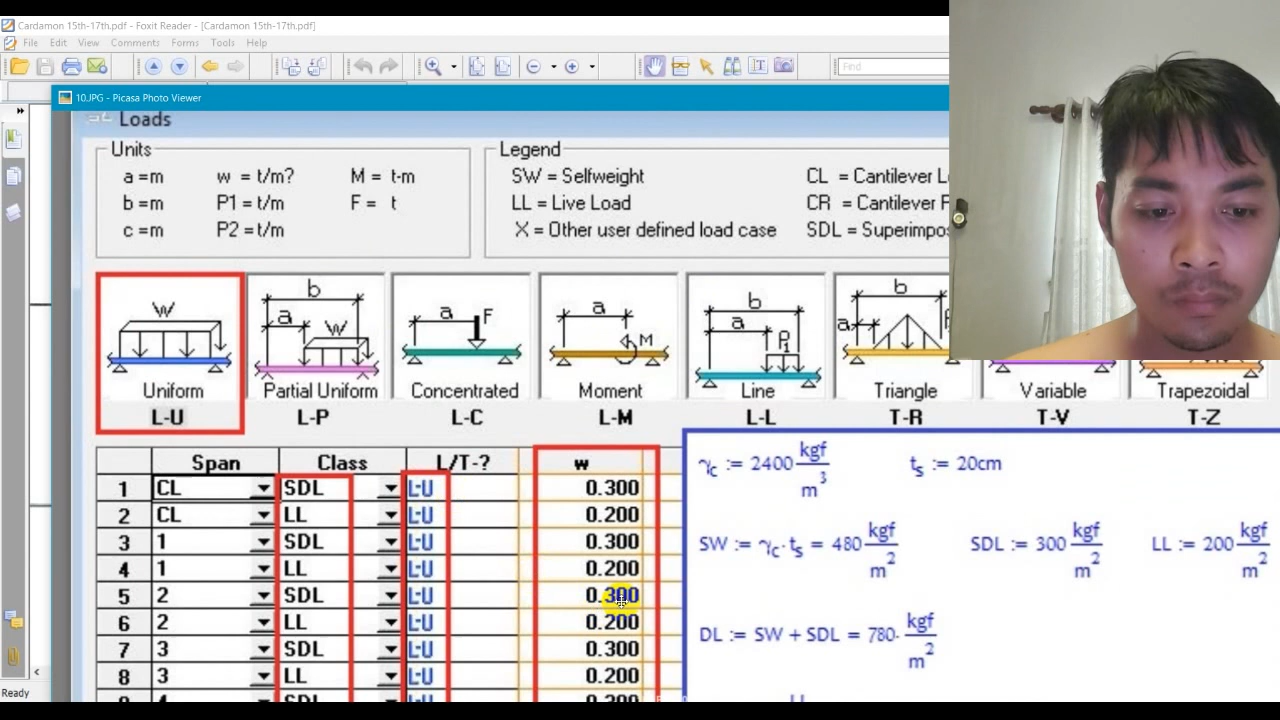 Cardamon 15th-17th.pdf - Foxit Reader - [Cardamon 15th-17th.pdf]
File Edit View Comments Forms Tools Help
Find
10.JPG - Picasa Photo Viewer
Loads
Units
a =m w = t/m? M = t-m
b =m P1 = t/m F = t
c =m P2 = t/m
Legend
SW = Selfweight CL = Cantilever L
LL = Live Load CR = Cantilever
X = Other user defined load case SDL = Superimpos
b b b
W a W a F a M a P1 a
Uniform Partial Uniform Concentrated Moment Line Triangle Variable Trapezoidal
L-U L-P L-C L-M L-L T-R T-V T-Z
Span Class L/T-? w
1 CL SDL L-U 0.300
2 CL LL L-U 0.200
3 1 SDL L-U 0.300
4 1 LL L-U 0.200
5 2 SDL L-U 0.300
6 2 LL L-U 0.200
7 3 SDL L-U 0.300
8 3 LL L-U 0.200
γc := 2400 kgf/m³ ts := 20cm
SW := γc · ts = 480 kgf/m² SDL := 300 kgf/m² LL := 200 kgf/m²
DL := SW + SDL = 780· kgf/m²
Ready